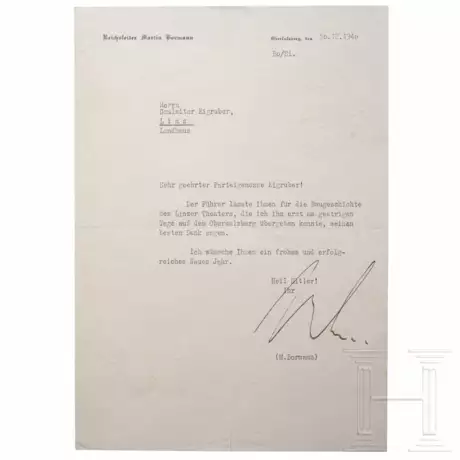 Reichsleiter Martin Bormann
Obersalzberg, den 30.12.1940
Bo/Si.
Herrn
Gauleiter Eigruber,
Linz
Landhaus
Sehr geehrter Parteigenosse Eigruber!
Der Führer lässt Ihnen für die Baugeschichte
des Linzer Theaters, die ich ihm erst am gestrigen
Tage auf dem Obersalzberg übergeben konnte, seinen
besten Dank sagen.
Ich wünsche Ihnen ein frohes und erfolg-
reiches Neues Jahr.
Heil Hitler!
Ihr
(M.Bormann)